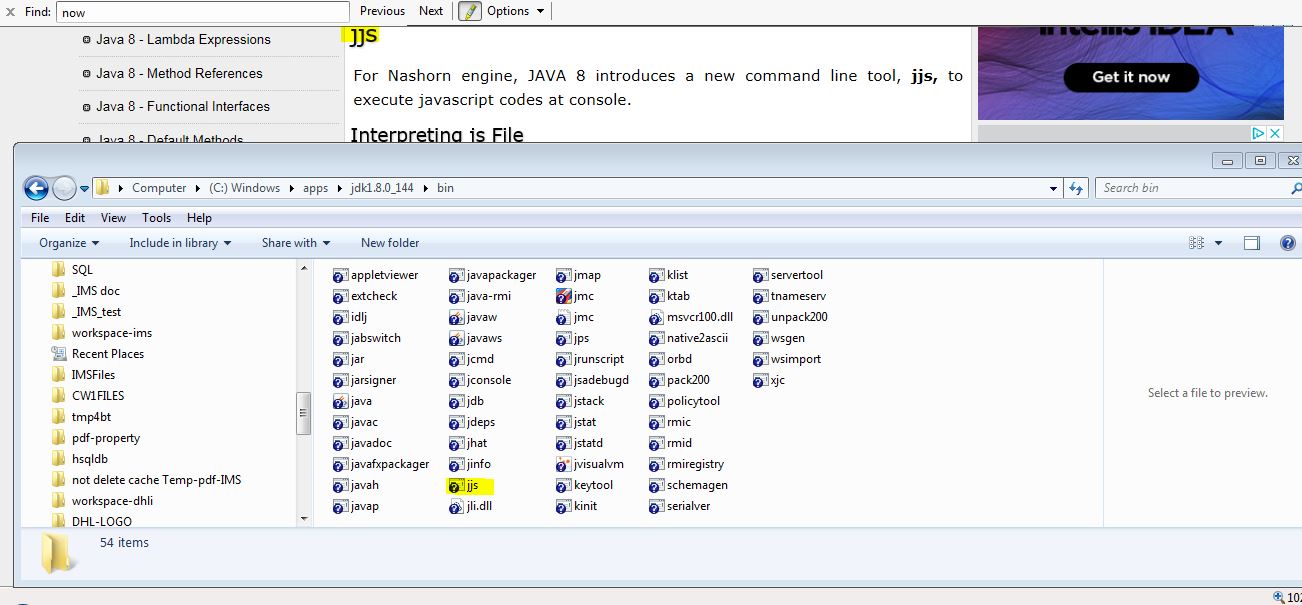 Find: now Previous Next Options
Java 8 - Lambda Expressions
Java 8 - Method References
Java 8 - Functional Interfaces
Java 8 - Default Methods
jjs
For Nashorn engine, JAVA 8 introduces a new command line tool, jjs, to
execute javascript codes at console.
Interpreting js File
IntelliJ IDEA
Get it now
Computer (C:) Windows apps jdk1.8.0_144 bin
Search bin
File Edit View Tools Help
Organize Include in library Share with New folder
SQL
_IMS doc
_IMS_test
workspace-ims
Recent Places
IMSFiles
CW1FILES
tmp4bt
pdf-property
hsqldb
not delete cache Temp-pdf-IMS
workspace-dhli
DHL-LOGO
appletviewer
extcheck
idlj
jabswitch
jar
jarsigner
java
javac
javadoc
javafxpackager
javah
javap
javapackager
java-rmi
javaw
javaws
jcmd
jconsole
jdb
jdeps
jhat
jinfo
jjs
jli.dll
jmap
jmc
jmc
jps
jrunscript
jsadebugd
jstack
jstat
jstatd
jvisualvm
keytool
kinit
klist
ktab
msvcr100.dll
native2ascii
orbd
pack200
policytool
rmic
rmid
rmiregistry
schemagen
serialver
servertool
tnameserv
unpack200
wsgen
wsimport
xjc
Select a file to preview.
54 items